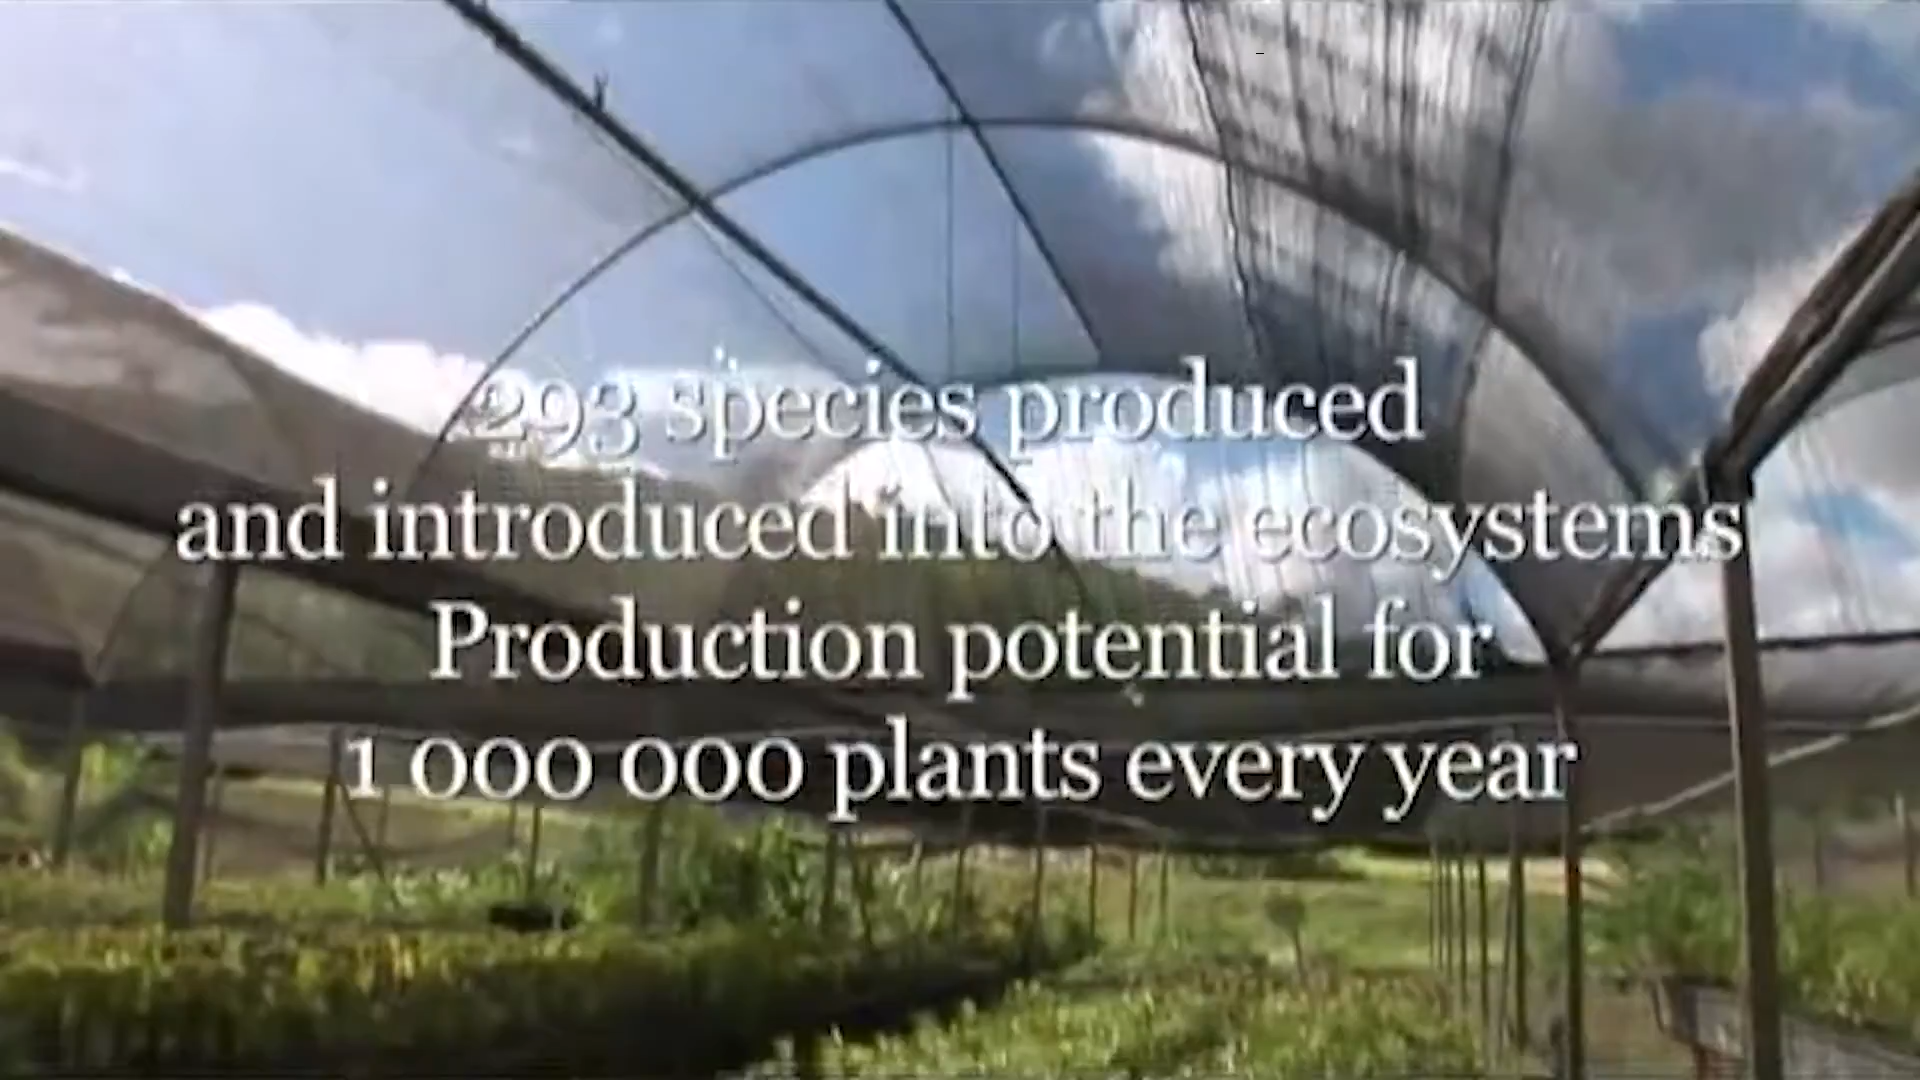 293 species produced
and introduced into the ecosystems
Production potential for
1 000 000 plants every year